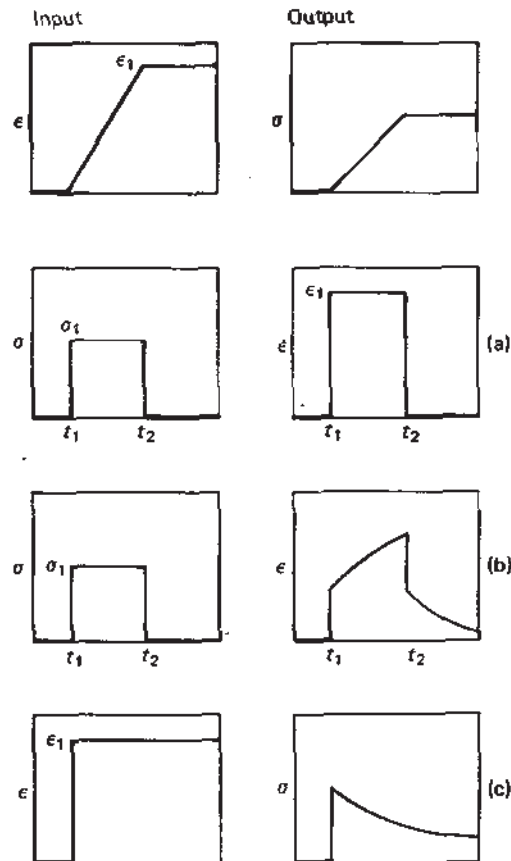 Input Output
ϵ ϵ₁ σ
σ σ₁ t₁ t₂ ϵ ϵ₁ t₁ t₂ (a)
σ σ₁ t₁ t₂ ϵ t₁ t₂ (b)
ϵ ϵ₁ σ (c)